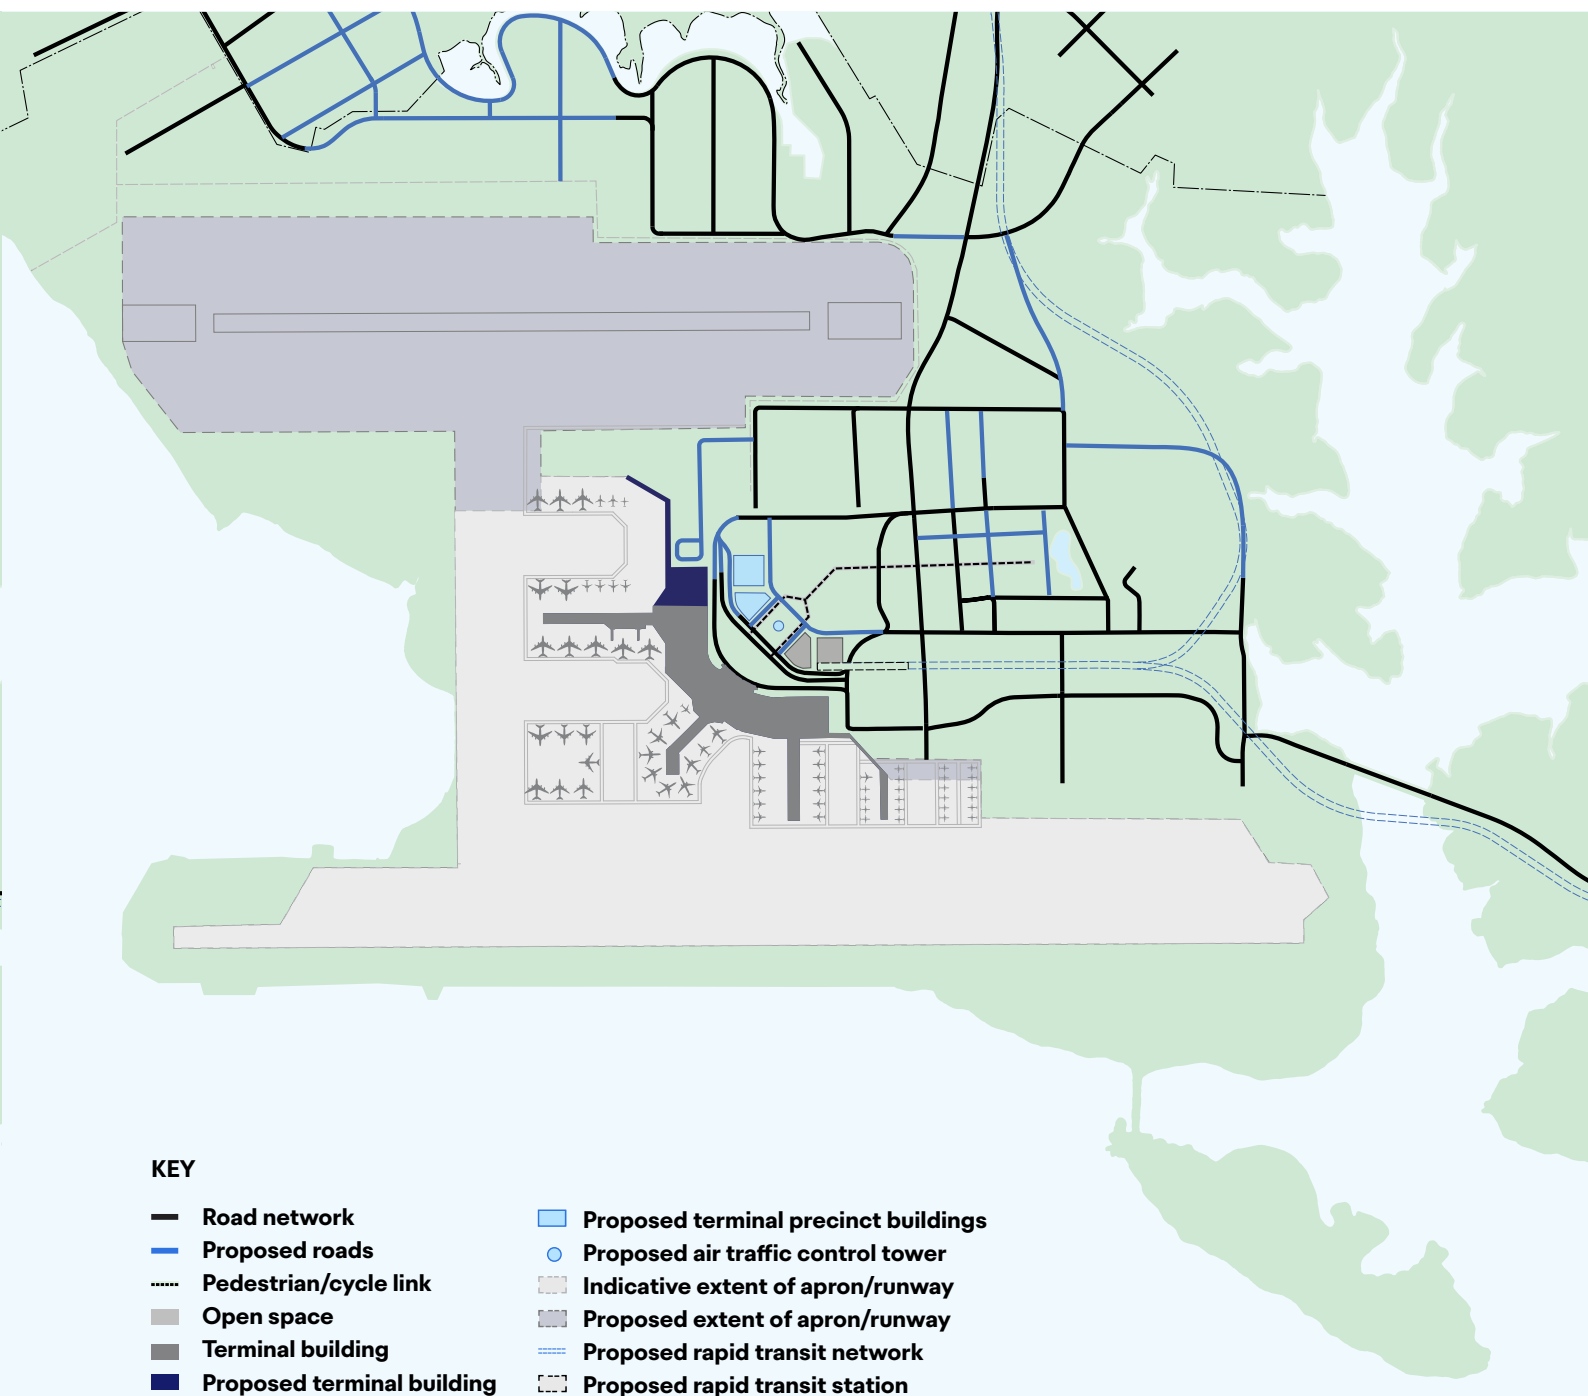 KEY
Road network
Proposed roads
Pedestrian/cycle link
Open space
Terminal building
Proposed terminal building
Proposed terminal precinct buildings
Proposed air traffic control tower
Indicative extent of apron/runway
Proposed extent of apron/runway
Proposed rapid transit network
Proposed rapid transit station